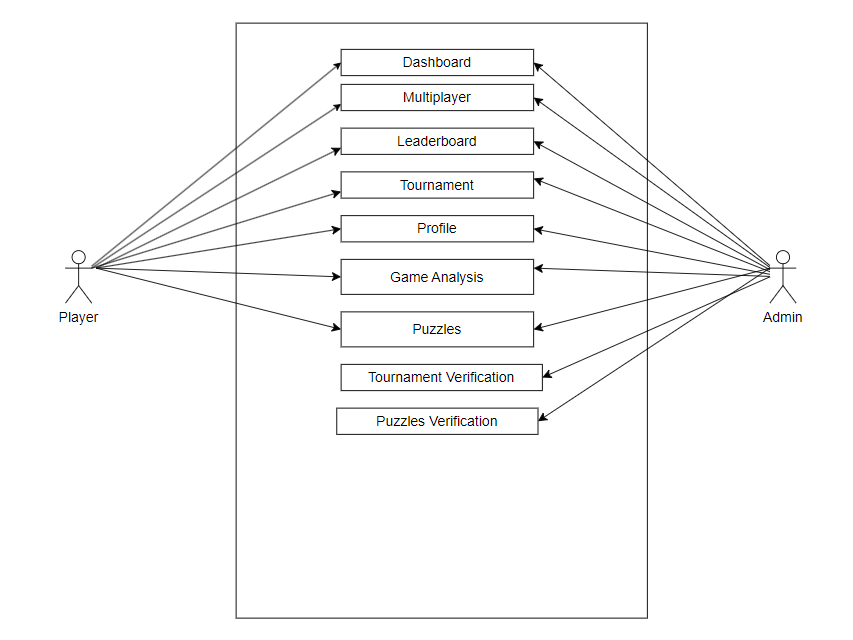 Dashboard
Multiplayer
Leaderboard
Tournament
Profile
Game Analysis
Puzzles
Tournament Verification
Puzzles Verification
Player
Admin